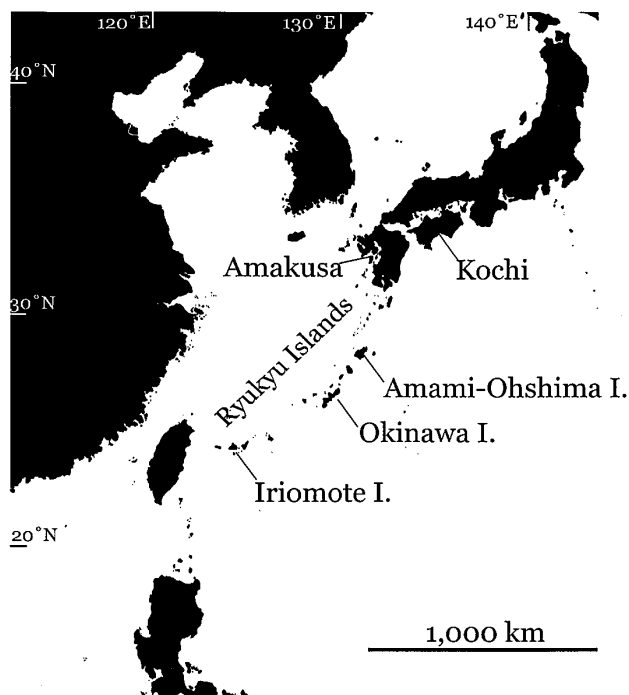 120°E
130°E
140°E
40°N
Amakusa
Kochi
30°N
Ryukyu Islands
Amami-Ohshima I.
Okinawa I.
Iriomote I.
20°N
1,000 km